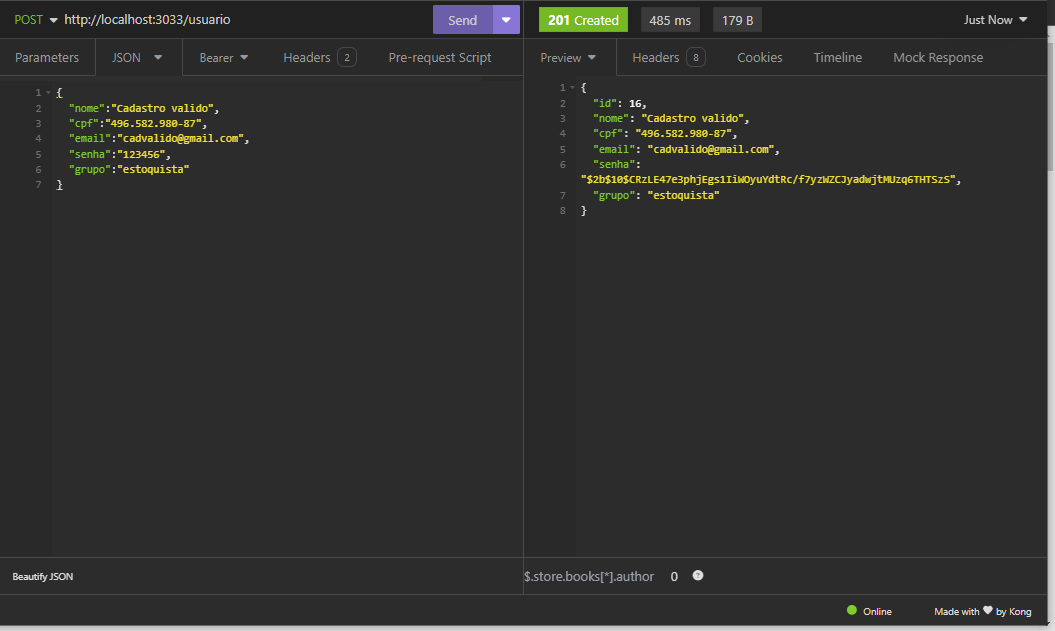 POST http://localhost:3033/usuario Send 201 Created 485 ms 179 B Just Now
Parameters JSON Bearer Headers 2 Pre-request Script
Preview Headers 8 Cookies Timeline Mock Response
1 {
2 "nome":"Cadastro valido",
3 "cpf":"496.582.980-87",
4 "email":"cadvalido@gmail.com",
5 "senha":"123456",
6 "grupo":"estoquista"
7 }
1 {
2 "id": 16,
3 "nome": "Cadastro valido",
4 "cpf": "496.582.980-87",
5 "email": "cadvalido@gmail.com",
6 "senha":
"$2b$10$CRzLE47e3phjEgs1IiWOyuYdtRc/f7yzWZCJyadwjtMUzq6THTSzS",
7 "grupo": "estoquista"
8 }
Beautify JSON
$.store.books[*].author 0 ?
Online Made with ♥ by Kong